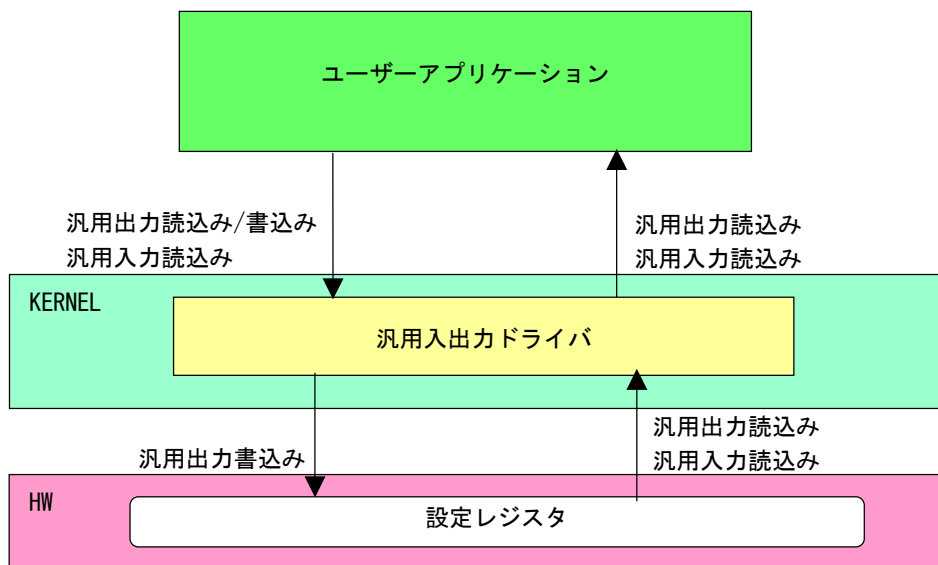 ユーザーアプリケーション
汎用出力読込み/書込み
汎用入力読込み
汎用出力読込み
汎用入力読込み
KERNEL
汎用入出力ドライバ
汎用出力書込み
汎用出力読込み
汎用入力読込み
HW
設定レジスタ